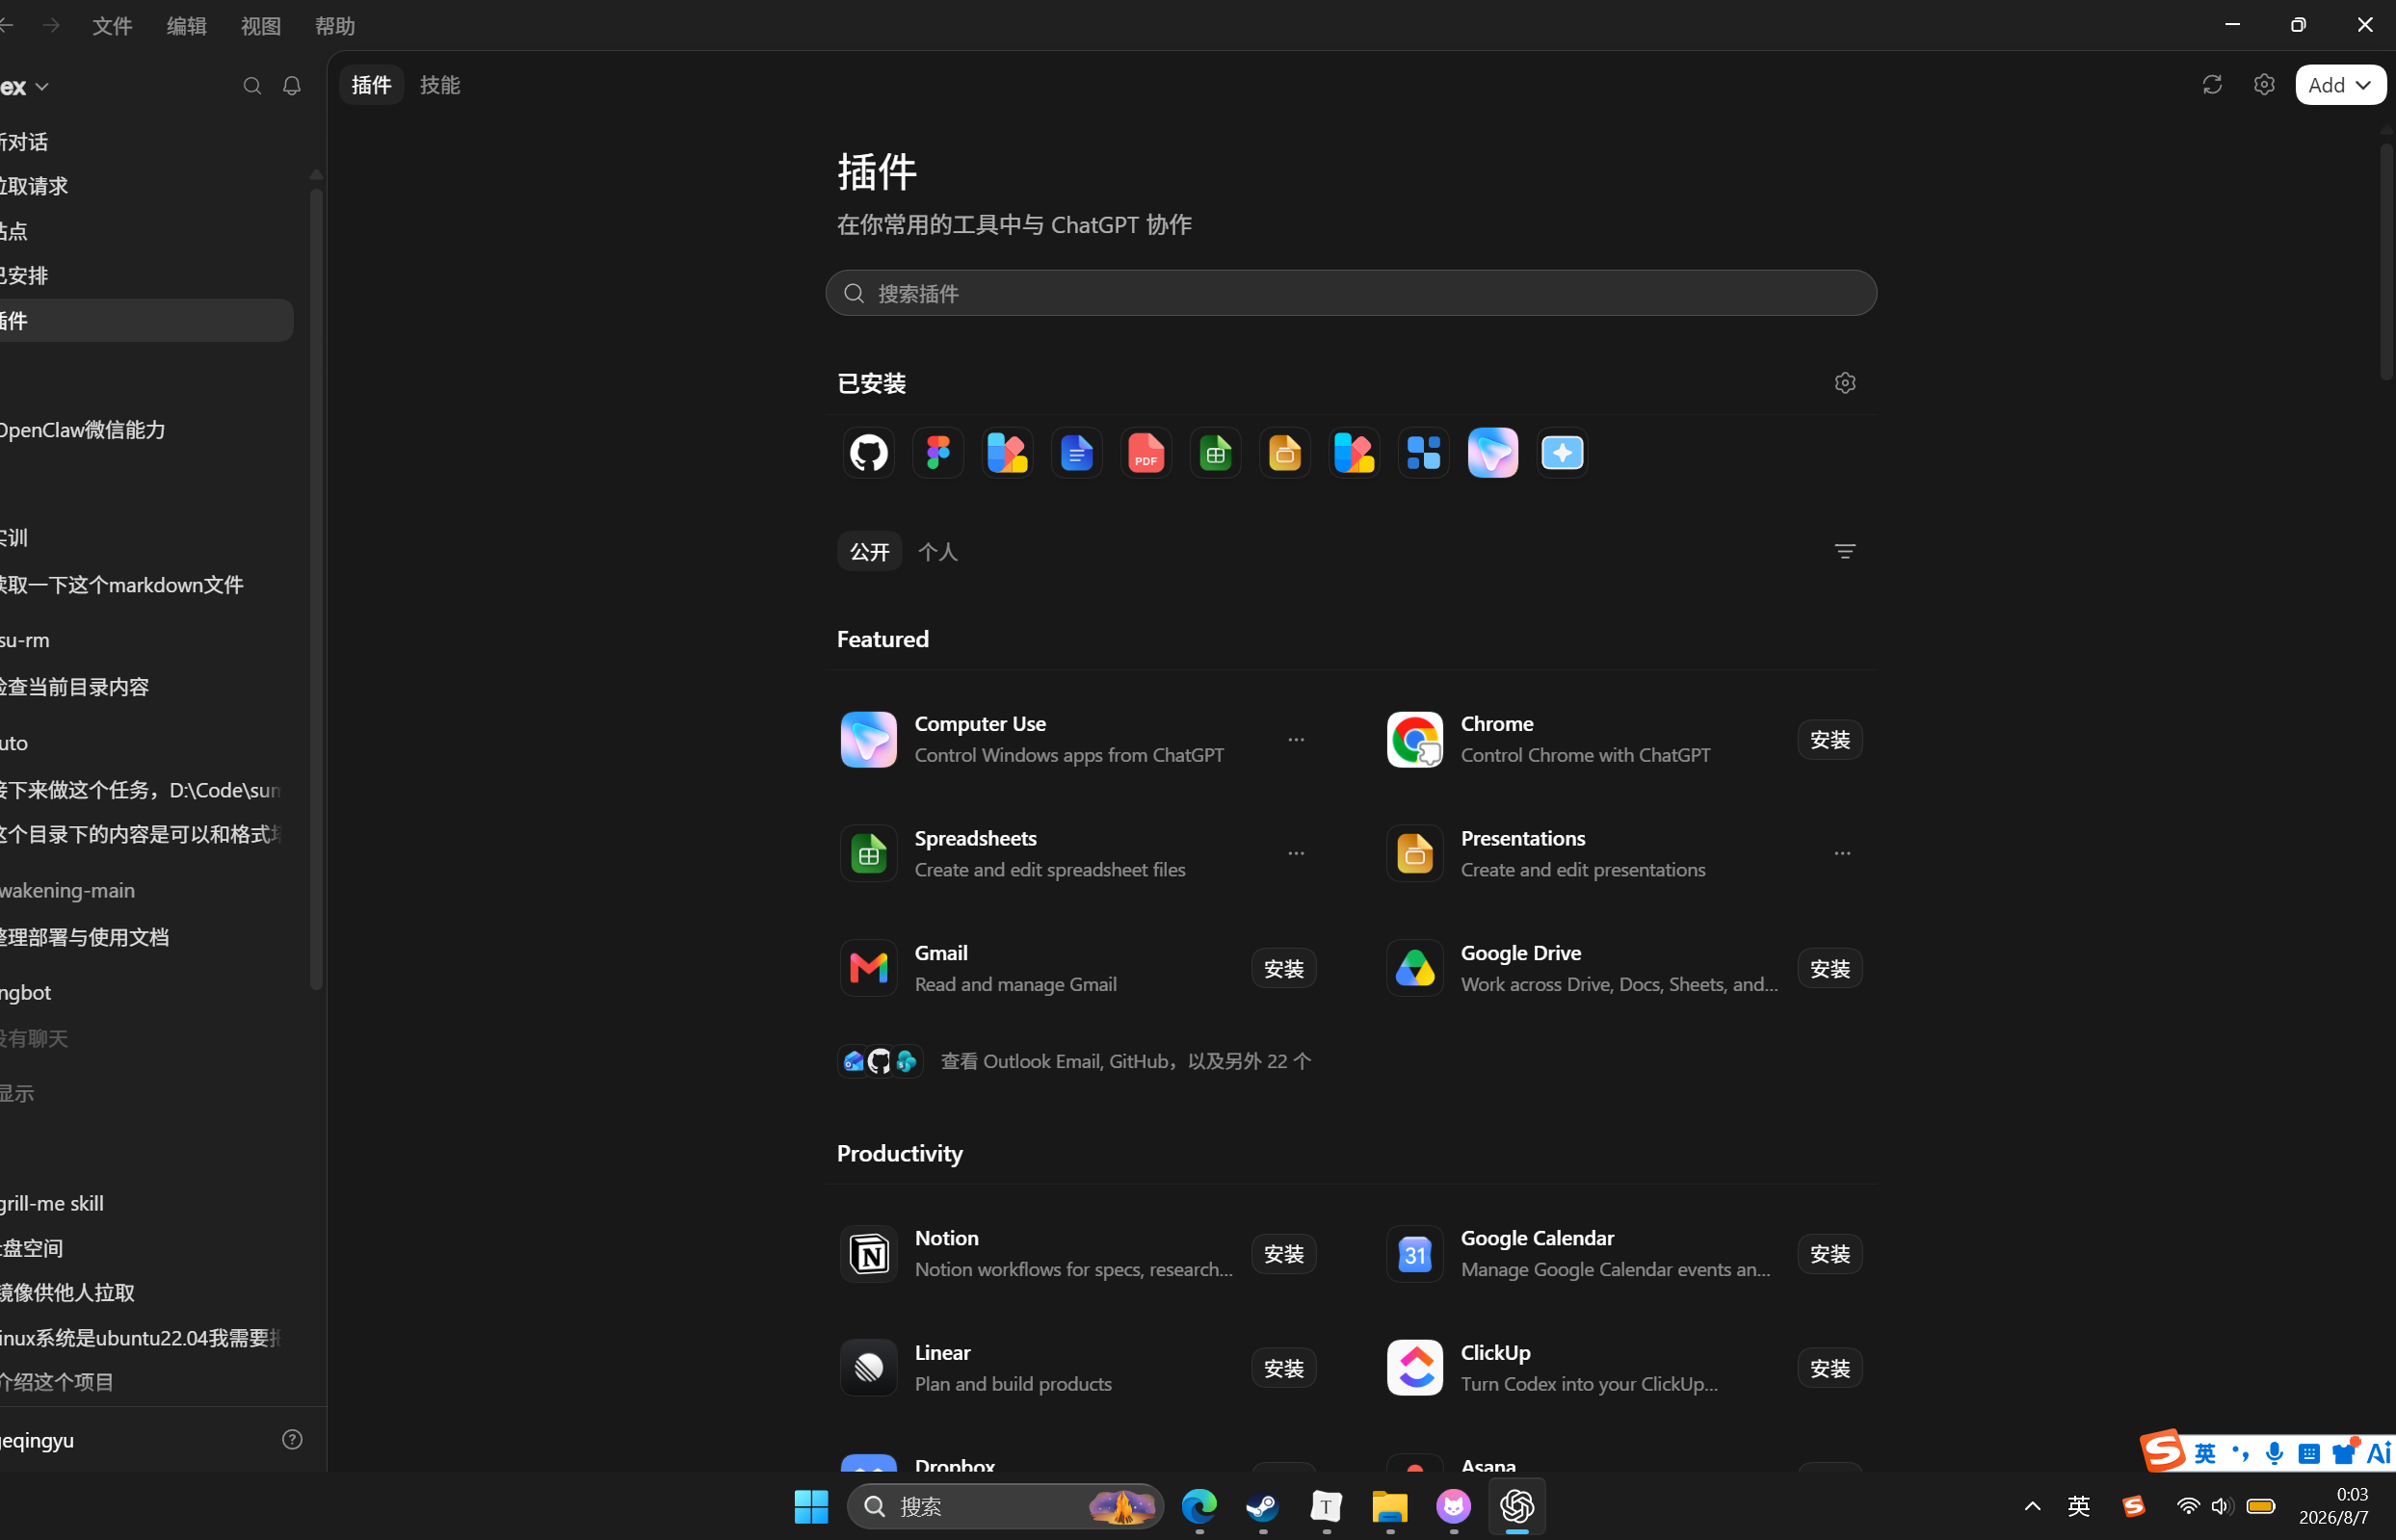 文件 编辑 视图 帮助
ex
插件 技能
Add
对话
取请求
站点
已安排
插件
OpenClaw微信能力
实训
读取一下这个markdown文件
su-rm
检查当前目录内容
uto
接下来做这个任务，D:\Code\sum
这个目录下的内容是可以和格式
wakening-main
整理部署与使用文档
ngbot
没有聊天
显示
grill-me skill
盘空间
镜像供他人拉取
inux系统是ubuntu22.04我需要
介绍这个项目
eqingyu
插件
在你常用的工具中与 ChatGPT 协作
搜索插件
已安装
PDF
公开 个人
Featured
Computer Use
Control Windows apps from ChatGPT
Chrome
Control Chrome with ChatGPT
安装
Spreadsheets
Create and edit spreadsheet files
Presentations
Create and edit presentations
Gmail
Read and manage Gmail
安装
Google Drive
Work across Drive, Docs, Sheets, and...
安装
查看 Outlook Email, GitHub，以及另外 22 个
Productivity
Notion
Notion workflows for specs, research...
安装
31
Google Calendar
Manage Google Calendar events an...
安装
Linear
Plan and build products
安装
ClickUp
Turn Codex into your ClickUp...
安装
Dropbox
Asana
英 Ai
搜索
T
英
0:03
2026/8/7